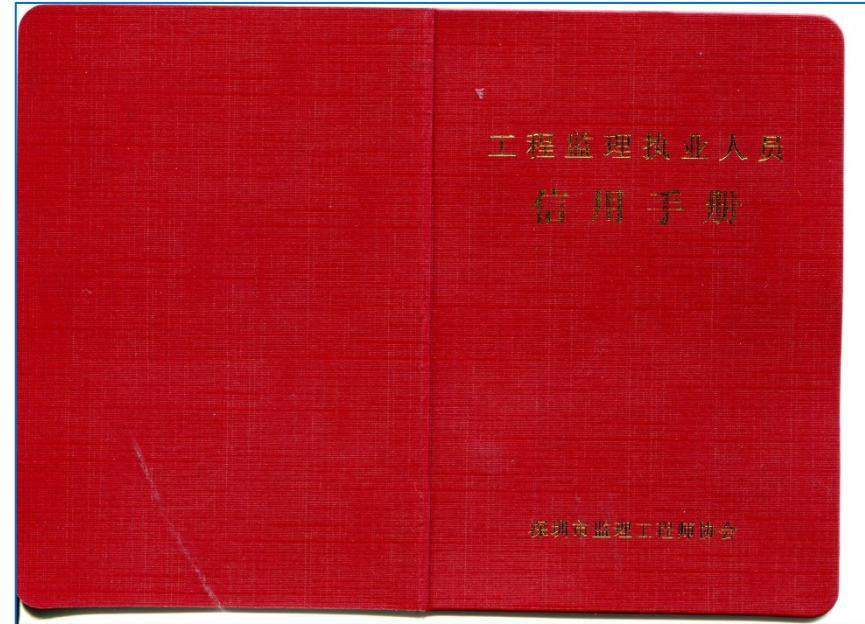 工程监理执业人员
信用手册
深圳市监理工程师协会